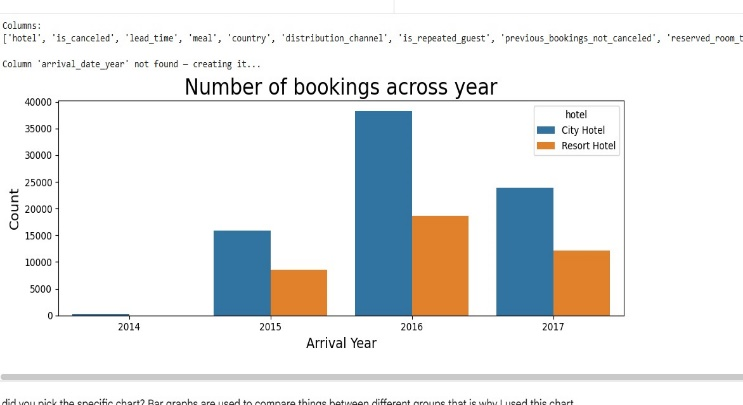 Columns:
['hotel', 'is_canceled', 'lead_time', 'meal', 'country', 'distribution_channel', 'is_repeated_guest', 'previous_bookings_not_canceled', 'reserved_room_t
Column 'arrival_date_year' not found – creating it...
Number of bookings across year
40000
35000
30000
25000
20000
15000
10000
5000
0
Count
hotel
City Hotel
Resort Hotel
2014 2015 2016 2017
Arrival Year
did you pick the specific chart? Bar graphs are used to compare things between different groups that is why I used this chart